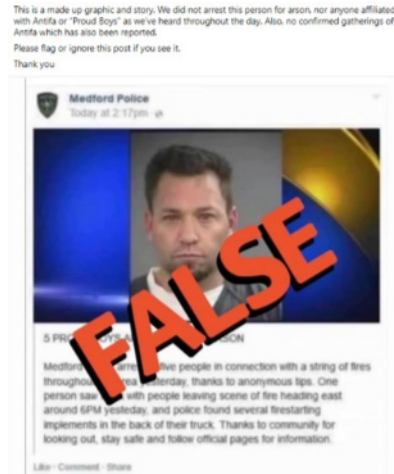 This is a made up graphic and story. We did not arrest this person for arson, nor anyone affiliated
with Antifa or "Proud Boys" as we've heard throughout the day. Also, no confirmed gatherings of
Antifa which has also been reported.
Please flag or ignore this post if you see it.
Thank you
Medford Police
Today at 2:17pm
FALSE
5
Medford five people in connection with a string of fires
yesterday, thanks to anonymous tips. One
person saw with people leaving scene of fire heading east
around 6PM yesteday, and police found several firestarting
implements in the back of their truck. Thanks to community for
looking out, stay safe and follow official pages for information.
Like · Comment · Share